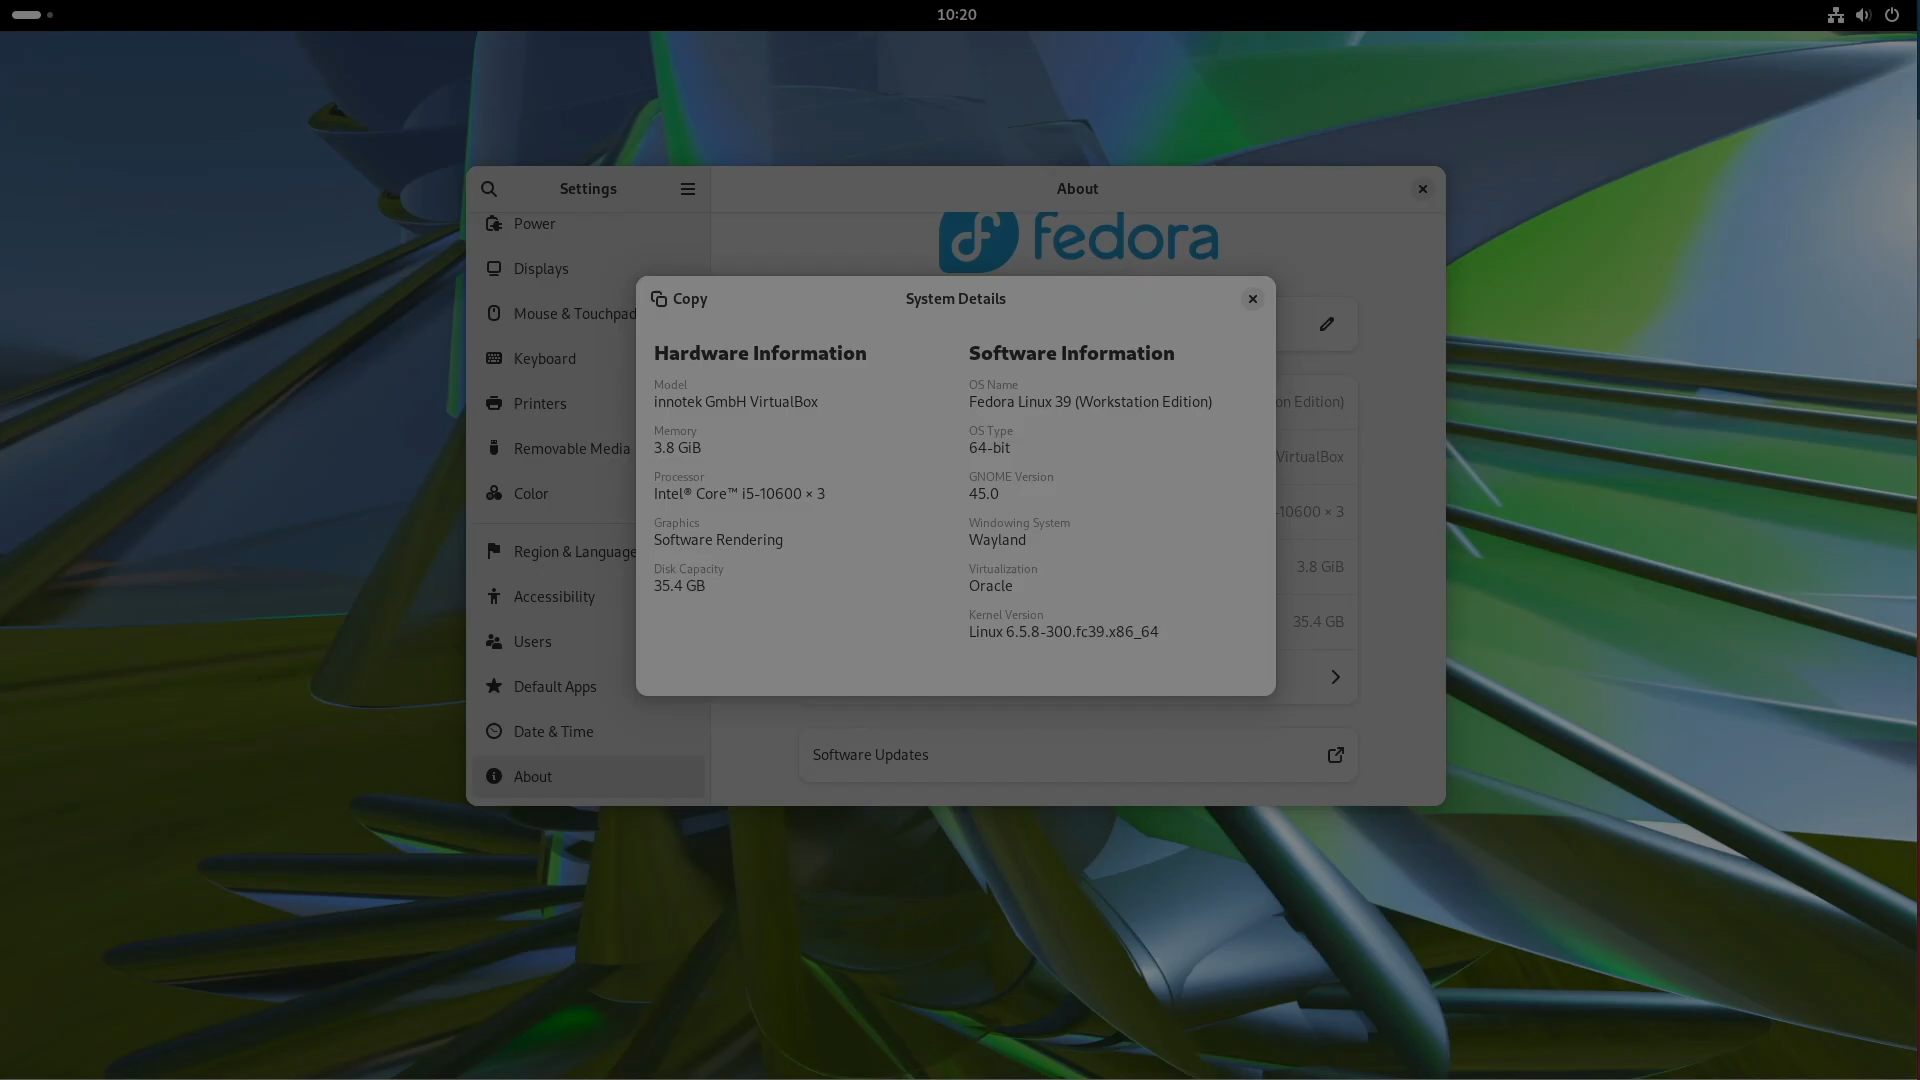 10:20
Settings
About
Power
Displays
Mouse & Touchpad
Keyboard
Printers
Removable Media
Color
Region & Language
Accessibility
Users
Default Apps
Date & Time
About
fedora
Copy
System Details
Hardware Information
Model
innotek GmbH VirtualBox
Memory
3.8 GiB
Processor
Intel® Core™ i5-10600 × 3
Graphics
Software Rendering
Disk Capacity
35.4 GB
Software Information
OS Name
Fedora Linux 39 (Workstation Edition)
OS Type
64-bit
GNOME Version
45.0
Windowing System
Wayland
Virtualization
Oracle
Kernel Version
Linux 6.5.8-300.fc39.x86_64
on Edition)
VirtualBox
-10600 × 3
3.8 GiB
35.4 GB
Software Updates